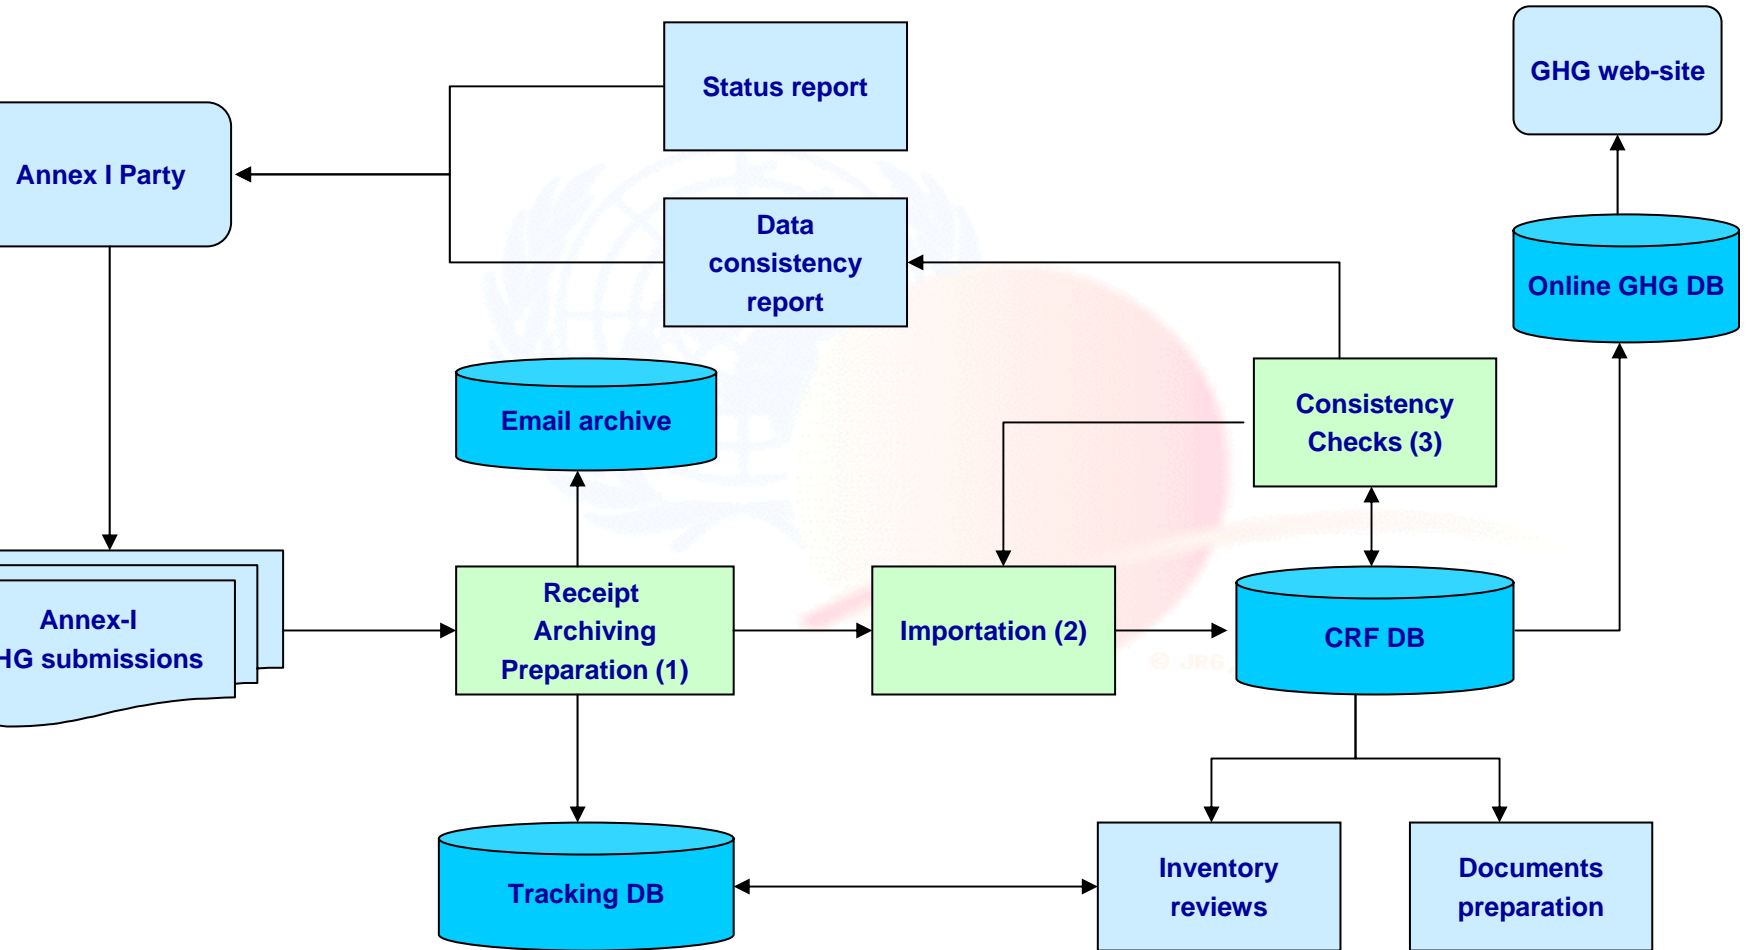 Status report
GHG web-site
Annex I Party
Data
consistency
report
Online GHG DB
Email archive
Consistency
Checks (3)
Annex-I
HG submissions
Receipt
Archiving
Preparation (1)
Importation (2)
CRF DB
© JRG
Tracking DB
Inventory
reviews
Documents
preparation